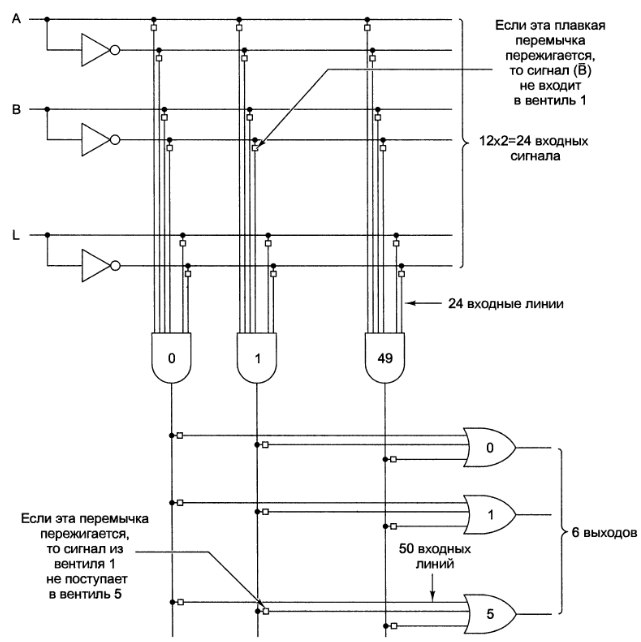 A
Если эта плавкая
перемычка
пережигается,
то сигнал (B̅)
не входит
в вентиль 1
B
12x2=24 входных
сигнала
L
24 входные линии
0
1
49
0
1
Если эта перемычка
пережигается,
то сигнал из
вентиля 1
не поступает
в вентиль 5
50 входных
линий
6 выходов
5